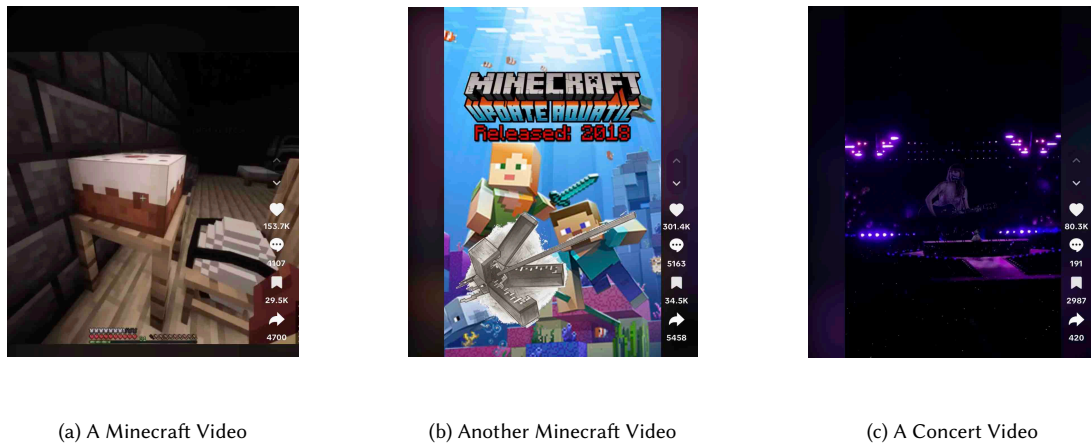 153.7K
4107
29.5K
4700
MINECRAFT
UPDATE AQUATIC
Released: 2018
301.4K
5163
34.5K
5458
80.3K
191
2987
420
(a) A Minecraft Video
(b) Another Minecraft Video
(c) A Concert Video